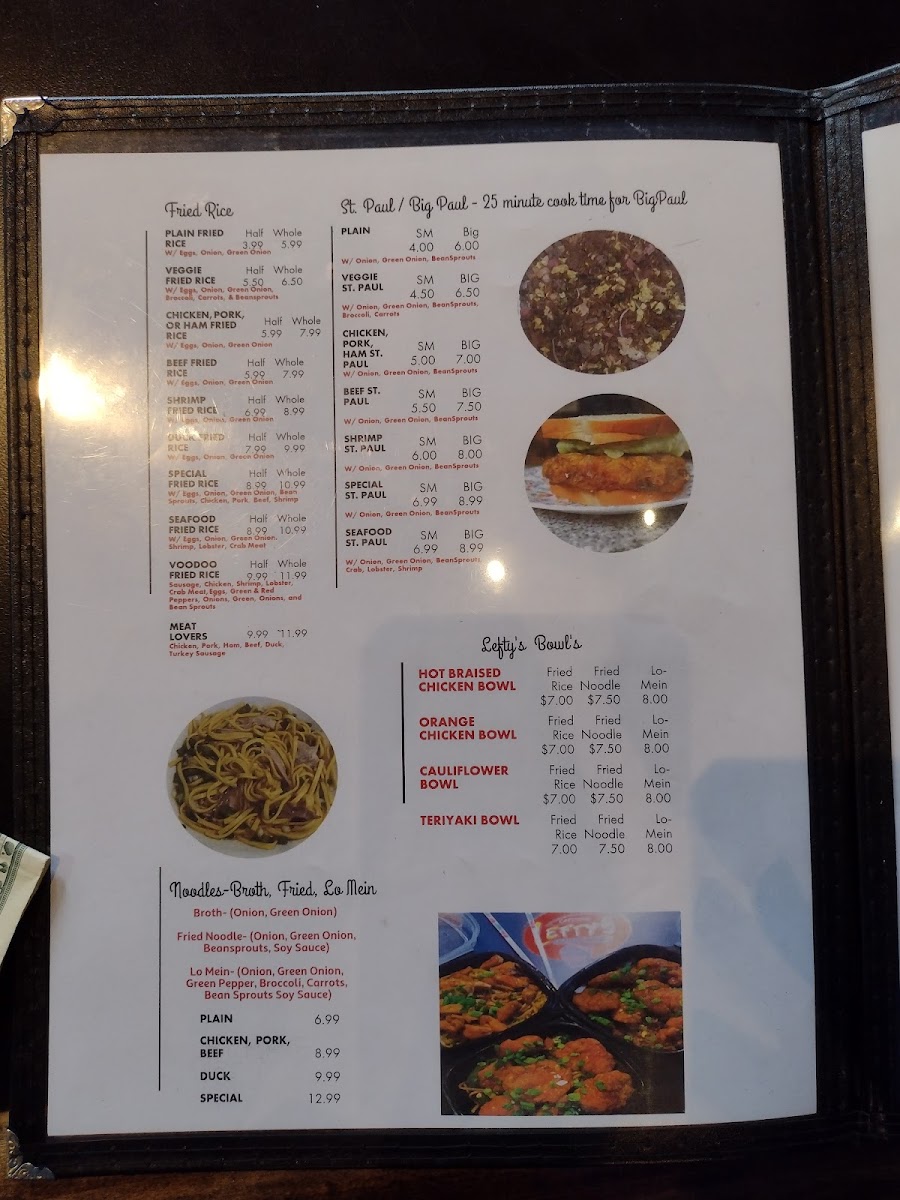 Fried Rice
PLAIN FRIED Half Whole
RICE 3.99 5.99
W/ Eggs, Onion, Green Onion
VEGGIE Half Whole
FRIED RICE 5.50 6.50
W/ Eggs, Onion, Green Onion,
Broccoli, Carrots, & Beansprouts
CHICKEN, PORK,
OR HAM FRIED Half Whole
RICE 5.99 7.99
W/ Eggs, Onion, Green Onion
BEEF FRIED Half Whole
RICE 5.99 7.99
W/ Eggs, Onion, Green Onion
SHRIMP Half Whole
FRIED RICE 6.99 8.99
W/ Eggs, Onion, Green Onion
DUCK FRIED Half Whole
RICE 7.99 9.99
W/ Eggs, Onion, Green Onion
SPECIAL Half Whole
FRIED RICE 8.99 10.99
W/ Eggs, Onion, Green Onion, Bean
Sprouts, Chicken, Pork, Beef, Shrimp
SEAFOOD Half Whole
FRIED RICE 8.99 10.99
W/ Eggs, Onion, Green Onion,
Shrimp, Lobster, Crab Meat
VOODOO Half Whole
FRIED RICE 9.99 11.99
Sausage, Chicken, Shrimp, Lobster,
Crab Meat, Eggs, Green & Red
Peppers, Onions, Green, Onions, and
Bean Sprouts
MEAT
LOVERS 9.99 11.99
Chicken, Pork, Ham, Beef, Duck,
Turkey Sausage
St. Paul / Big Paul - 25 minute cook time for BigPaul
PLAIN SM Big
4.00 6.00
W/ Onion, Green Onion, BeanSprouts
VEGGIE SM BIG
ST. PAUL 4.50 6.50
W/ Onion, Green Onion, BeanSprouts,
Broccoli, Carrots
CHICKEN,
PORK,
HAM ST. SM BIG
PAUL 5.00 7.00
W/ Onion, Green Onion, BeanSprouts
BEEF ST. SM BIG
PAUL 5.50 7.50
W/ Onion, Green Onion, BeanSprouts
SHRIMP SM BIG
ST. PAUL 6.00 8.00
W/ Onion, Green Onion, BeanSprouts
SPECIAL SM BIG
ST. PAUL 6.99 8.99
W/ Onion, Green Onion, BeanSprouts
SEAFOOD SM BIG
ST. PAUL 6.99 8.99
W/ Onion, Green Onion, BeanSprouts,
Crab, Lobster, Shrimp
Lefty's Bowl's
HOT BRAISED Fried Fried Lo-
CHICKEN BOWL Rice Noodle Mein
$7.00 $7.50 8.00
ORANGE Fried Fried Lo-
CHICKEN BOWL Rice Noodle Mein
$7.00 $7.50 8.00
CAULIFLOWER Fried Fried Lo-
BOWL Rice Noodle Mein
$7.00 $7.50 8.00
TERIYAKI BOWL Fried Fried Lo-
Rice Noodle Mein
7.00 7.50 8.00
Noodles-Broth, Fried, Lo Mein
Broth- (Onion, Green Onion)
Fried Noodle- (Onion, Green Onion,
Beansprouts, Soy Sauce)
Lo Mein- (Onion, Green Onion,
Green Pepper, Broccoli, Carrots,
Bean Sprouts Soy Sauce)
PLAIN 6.99
CHICKEN, PORK,
BEEF 8.99
DUCK 9.99
SPECIAL 12.99